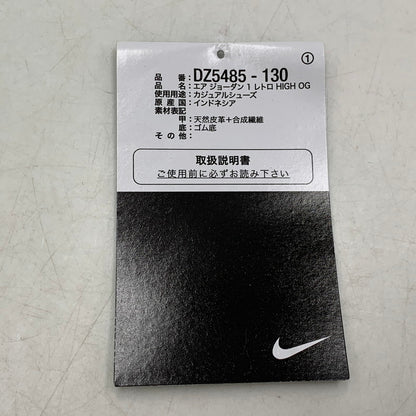 ①
品番：DZ5485 - 130
品名：エア ジョーダン 1 レトロ HIGH OG
使用用途：カジュアルシューズ
原産国：インドネシア
素材表記
甲：天然皮革＋合成繊維
底：ゴム底
その他：
取扱説明書
ご使用前に必ずお読み下さい